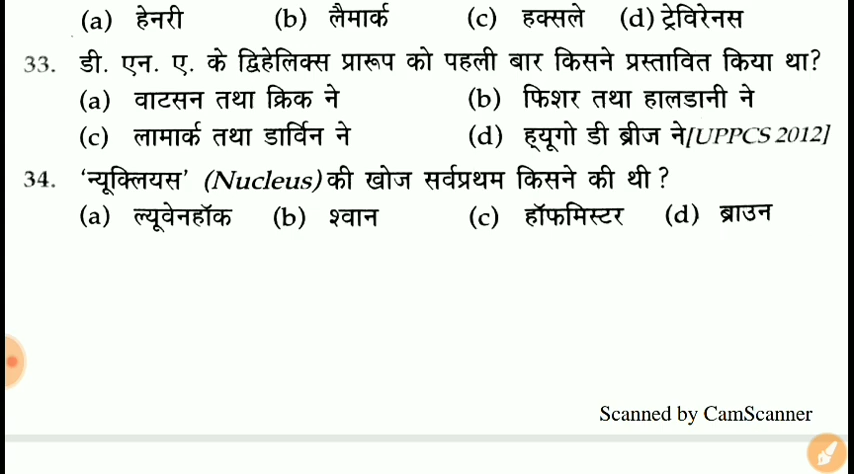 (a) हेनरी (b) लैमार्क (c) हक्सले (d) ट्रेविरेनस
33. डी. एन. ए. के द्विहेलिक्स प्रारूप को पहली बार किसने प्रस्तावित किया था?
(a) वाटसन तथा क्रिक ने (b) फिशर तथा हालडानी ने
(c) लामार्क तथा डार्विन ने (d) ह्यूगो डी ब्रीज ने[UPPCS 2012]
34. ‘न्यूक्लियस’ (Nucleus) की खोज सर्वप्रथम किसने की थी ?
(a) ल्यूवेनहॉक (b) श्वान (c) हॉफमिस्टर (d) ब्राउन
Scanned by CamScanner